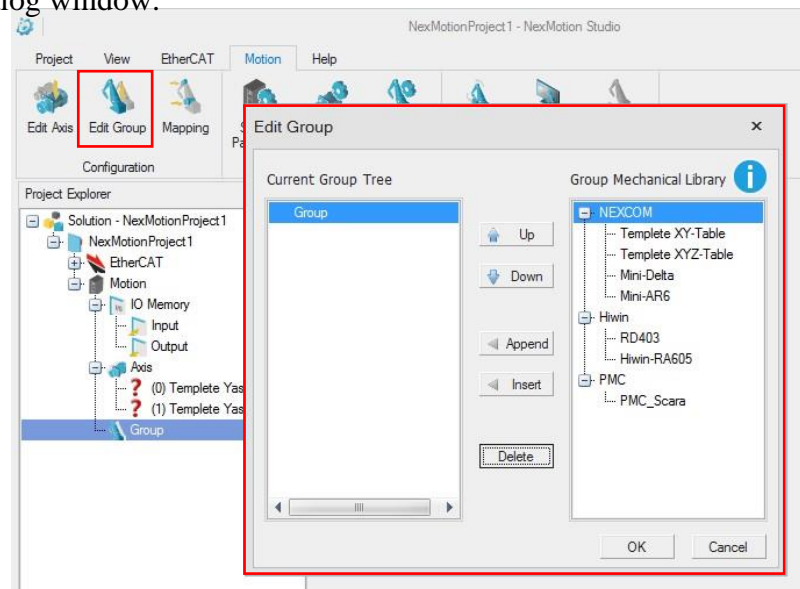 log window.
NexMotionProject1 - NexMotion Studio
Project View EtherCAT Motion Help
Edit Axis Edit Group Mapping
Configuration
Project Explorer
Solution - NexMotionProject1
NexMotionProject1
EtherCAT
Motion
IO Memory
Input
Output
Axis
(0) Templete Yas
(1) Templete Yas
Group
Edit Group
Current Group Tree
Group
Up
Down
Append
Insert
Delete
Group Mechanical Library
NEXCOM
Templete XY-Table
Templete XYZ-Table
Mini-Delta
Mini-AR6
Hiwin
RD403
Hiwin-RA605
PMC
PMC_Scara
OK Cancel